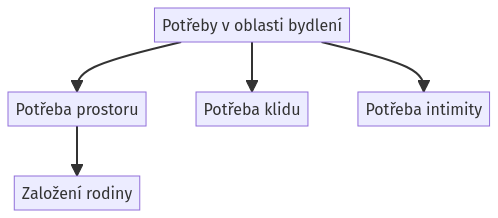 Potřeby v oblasti bydlení
Potřeba prostoru
Potřeba klidu
Potřeba intimity
Založení rodiny